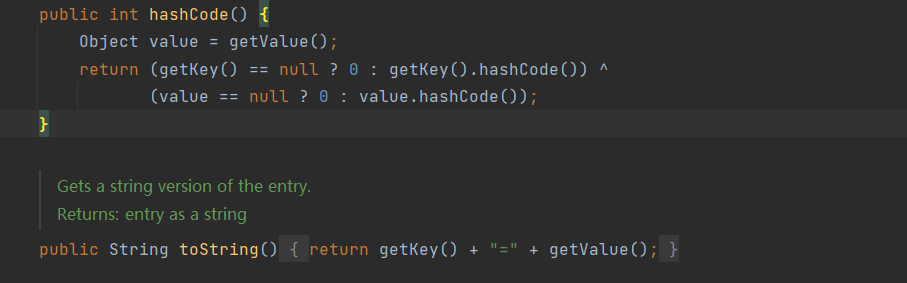 public int hashCode() {
Object value = getValue();
return (getKey() == null ? 0 : getKey().hashCode()) ^
(value == null ? 0 : value.hashCode());
}
Gets a string version of the entry.
Returns: entry as a string
public String toString() { return getKey() + "=" + getValue(); }